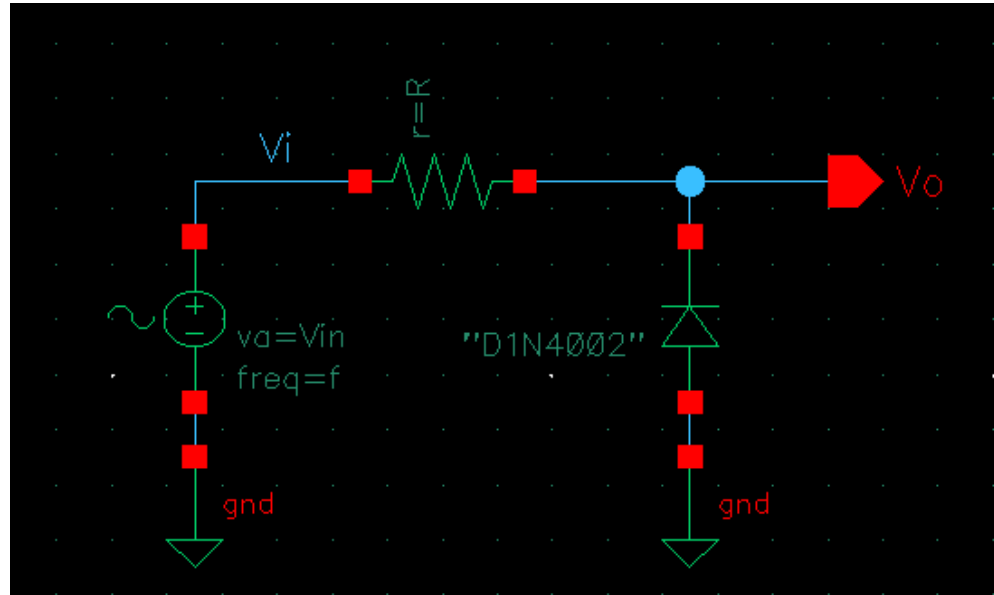 r=R
Vi
Vo
va=Vin
freq=f
"D1N4002"
gnd
gnd